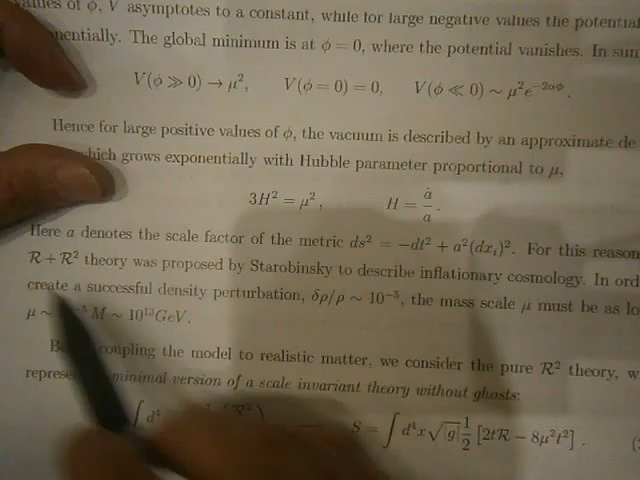 values of ϕ, V asymptotes to a constant, while for large negative values the potential
The global minimum is at ϕ = 0, where the potential vanishes. In
V(ϕ ≫ 0) → μ², V(ϕ = 0) = 0, V(ϕ ≪ 0) ∼ μ²e^{−2αϕ}.
Hence for large positive values of ϕ, the vacuum is described by an approximate de
which grows exponentially with Hubble parameter proportional to μ,
3H² = μ², H = ȧ/a.
Here a denotes the scale factor of the metric ds² = −dt² + a²(dxᵢ)². For this reason
R+R² theory was proposed by Starobinsky to describe inflationary cosmology. In
create a successful density perturbation, δρ/ρ ∼ 10⁻⁵, the mass scale μ must be as
μ ∼ M ∼ 10¹³GeV.
coupling the model to realistic matter, we consider the pure R² theory,
minimal version of a scale invariant theory without ghosts:
S = ∫ d⁴x√|g| ½ [2tR − 8μ²t²].